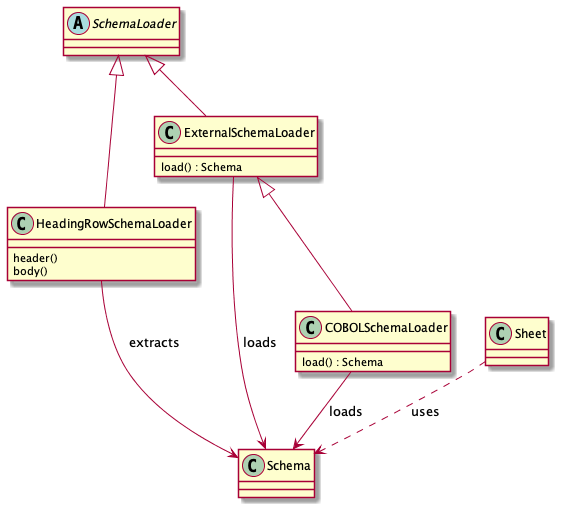 A SchemaLoader
C ExternalSchemaLoader
load() : Schema
C HeadingRowSchemaLoader
header()
body()
C COBOLSchemaLoader
load() : Schema
C Sheet
extracts
loads
loads
uses
C Schema